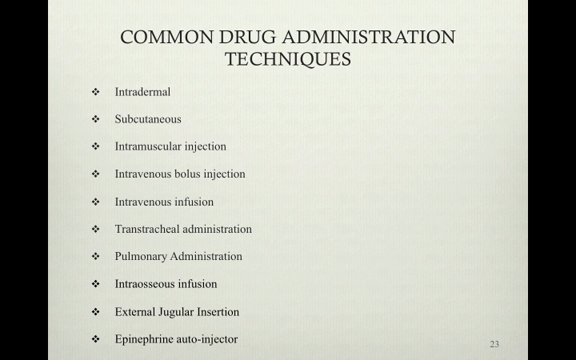 COMMON DRUG ADMINISTRATION
TECHNIQUES
Intradermal
Subcutaneous
Intramuscular injection
Intravenous bolus injection
Intravenous infusion
Transtracheal administration
Pulmonary Administration
Intraosseous infusion
External Jugular Insertion
Epinephrine auto-injector
23